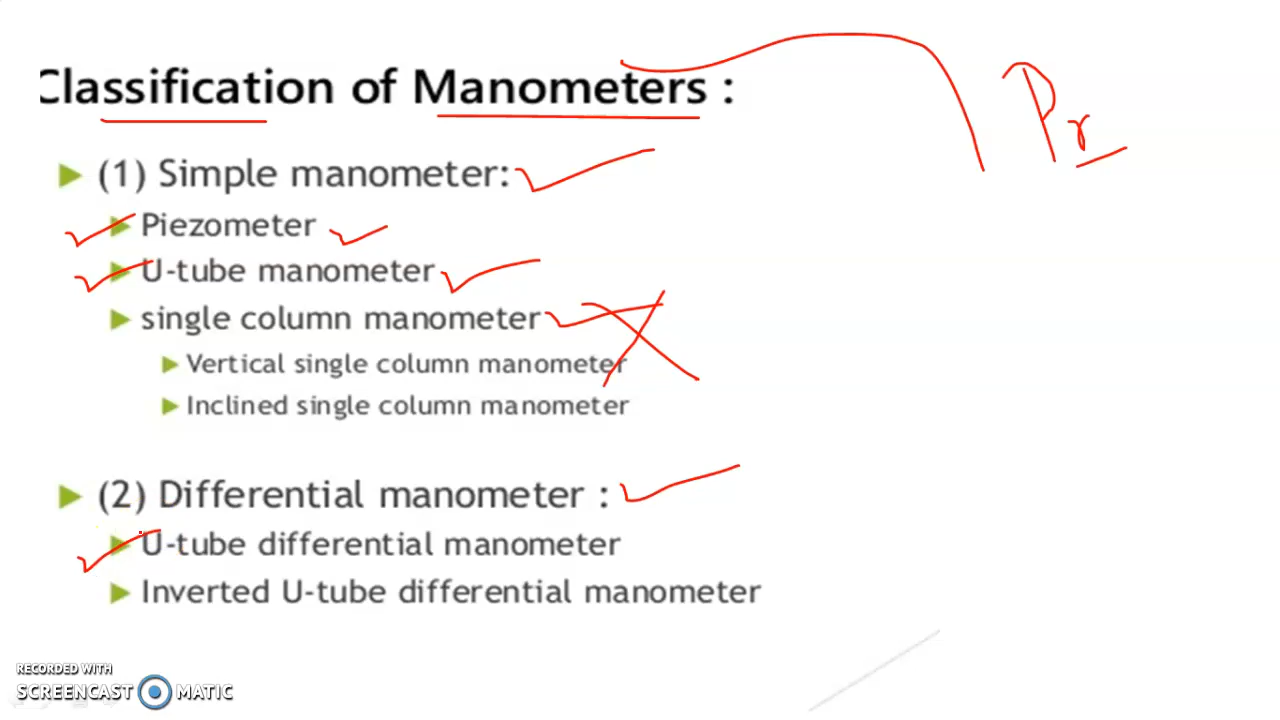 Classification of Manometers :
Pr
(1) Simple manometer:
Piezometer
U-tube manometer
single column manometer
Vertical single column manometer
Inclined single column manometer
(2) Differential manometer :
U-tube differential manometer
Inverted U-tube differential manometer
RECORDED WITH
SCREENCAST MATIC